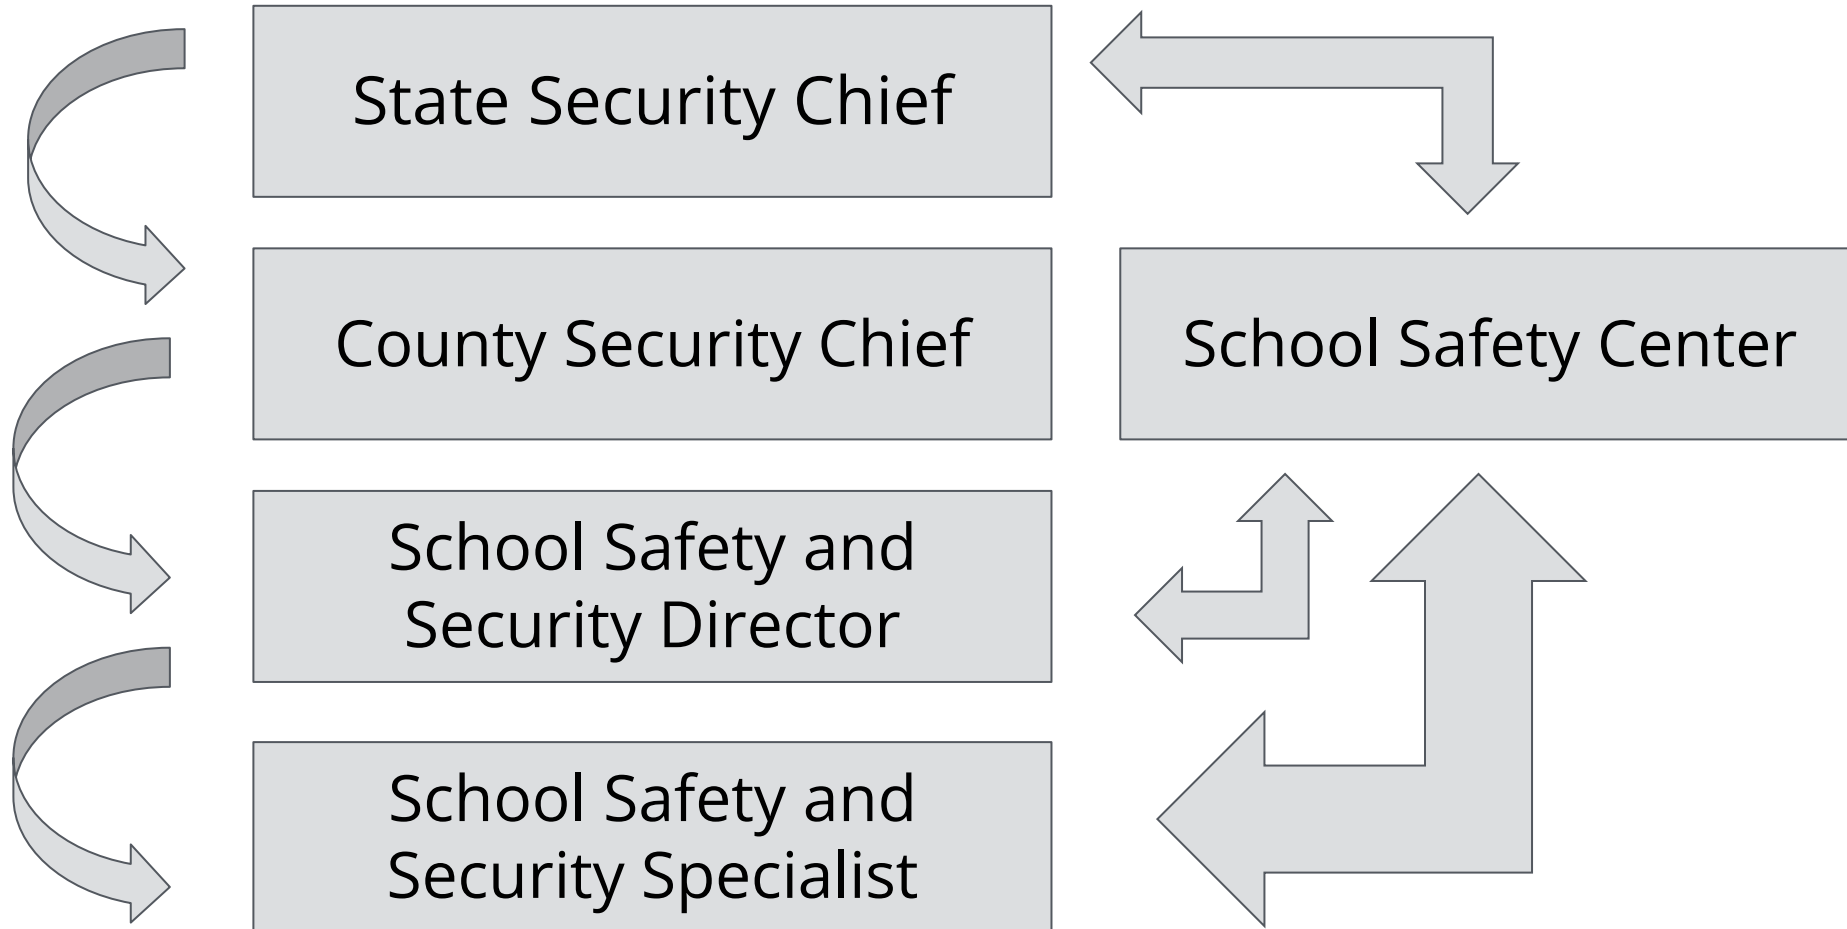 State Security Chief
County Security Chief
School Safety Center
School Safety and
Security Director
School Safety and
Security Specialist